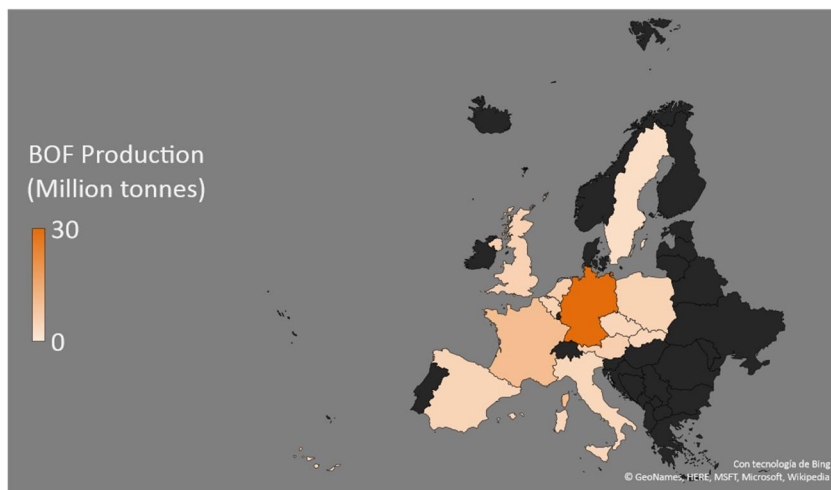 BOF Production
(Million tonnes)
30
0
Con tecnología de Bing
© GeoNames, HERE, MSFT, Microsoft, Wikipedia